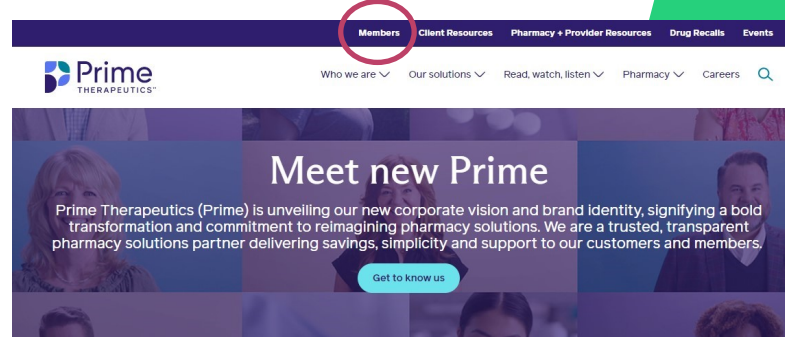 Members Client Resources Pharmacy + Provider Resources Drug Recalls Events
Prime
THERAPEUTICS™
Who we are Our solutions Read, watch, listen Pharmacy Careers
Meet new Prime
Prime Therapeutics (Prime) is unveiling our new corporate vision and brand identity, signifying a bold
transformation and commitment to reimagining pharmacy solutions. We are a trusted, transparent
pharmacy solutions partner delivering savings, simplicity and support to our customers and members.
Get to know us